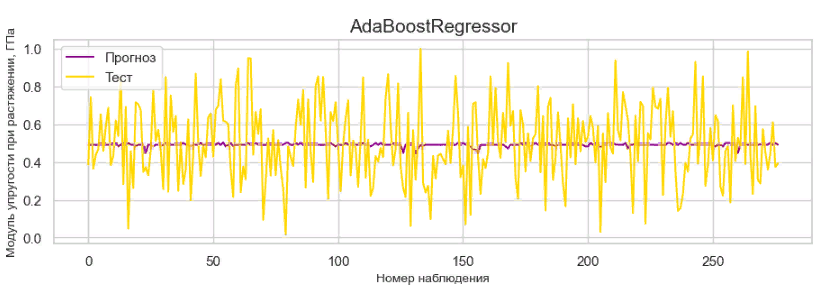 AdaBoostRegressor
Модуль упругости при растяжении, ГПа
1.0
0.8
0.6
0.4
0.2
0.0
Прогноз
Тест
0 50 100 150 200 250
Номер наблюдения